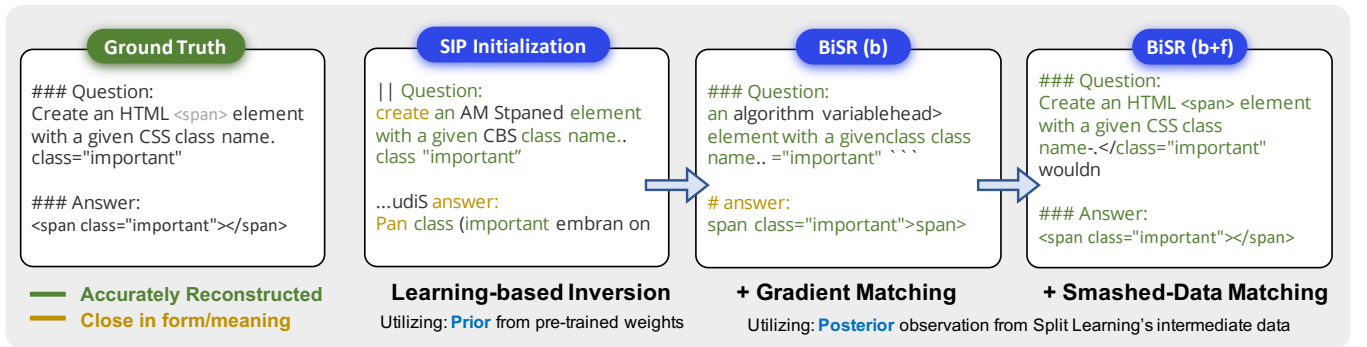 Ground Truth
### Question:
Create an HTML <span> element
with a given CSS class name.
class="important"
### Answer:
<span class="important"></span>
SIP Initialization
|| Question:
create an AM Stpaned element
with a given CBS class name..
class "important”
...udiS answer:
Pan class (important embran on
BiSR (b)
### Question:
an algorithm variablehead>
element with a givenclass class
name.. ="important" ```
# answer:
span class="important">span>
BiSR (b+f)
### Question:
Create an HTML <span> element
with a given CSS class
name-.</class="important"
wouldn
### Answer:
<span class="important"></span>
Accurately Reconstructed
Close in form/meaning
Learning-based Inversion
Utilizing: Prior from pre-trained weights
+ Gradient Matching
+ Smashed-Data Matching
Utilizing: Posterior observation from Split Learning's intermediate data